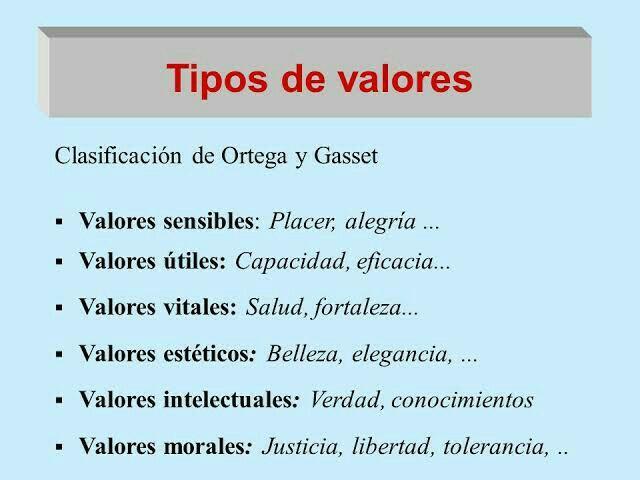 Tipos de valores
Clasificación de Ortega y Gasset
▪ Valores sensibles: Placer, alegría ...
▪ Valores útiles: Capacidad, eficacia...
▪ Valores vitales: Salud, fortaleza...
▪ Valores estéticos: Belleza, elegancia, ...
▪ Valores intelectuales: Verdad, conocimientos
▪ Valores morales: Justicia, libertad, tolerancia, ..